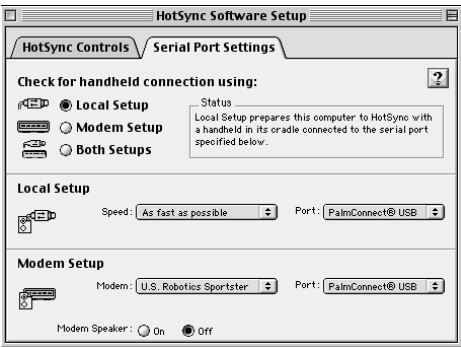 HotSync Software Setup
HotSync Controls
Serial Port Settings
Check for handheld connection using:
?
Local Setup
Modem Setup
Both Setups
Status
Local Setup prepares this computer to HotSync with
a handheld in its cradle connected to the serial port
specified below.
Local Setup
Speed: As fast as possible
Port: PalmConnect® USB
Modem Setup
Modem: U.S. Robotics Sportster
Port: PalmConnect® USB
Modem Speaker: On Off